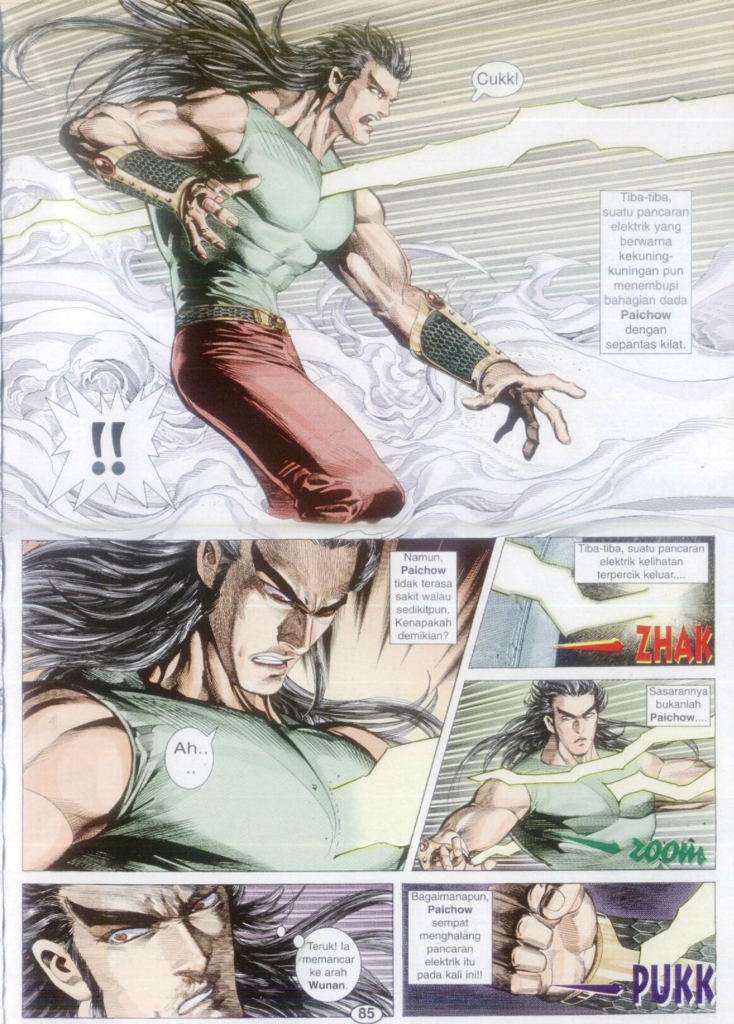 Cukk!
Tiba-tiba,
suatu pancaran
elektrik yang
berwarna
kekuning-
kuningan pun
menembusi
bahagian dada
Paichow
dengan
sepantas kilat.
!!
Namun,
Paichow
tidak terasa
sakit walau
sedikitpun.
Kenapakah
demikian?
Ah..
..
Tiba-tiba, suatu pancaran
elektrik kelihatan
terpercik keluar....
ZHAK
Sasarannya
bukanlah
Paichow....
ZOOM
Teruk! Ia
memancar
ke arah
Wunan.
Bagaimanapun,
Paichow
sempat
menghalang
pancaran
elektrik itu
pada kali ini!!
PUKK
85